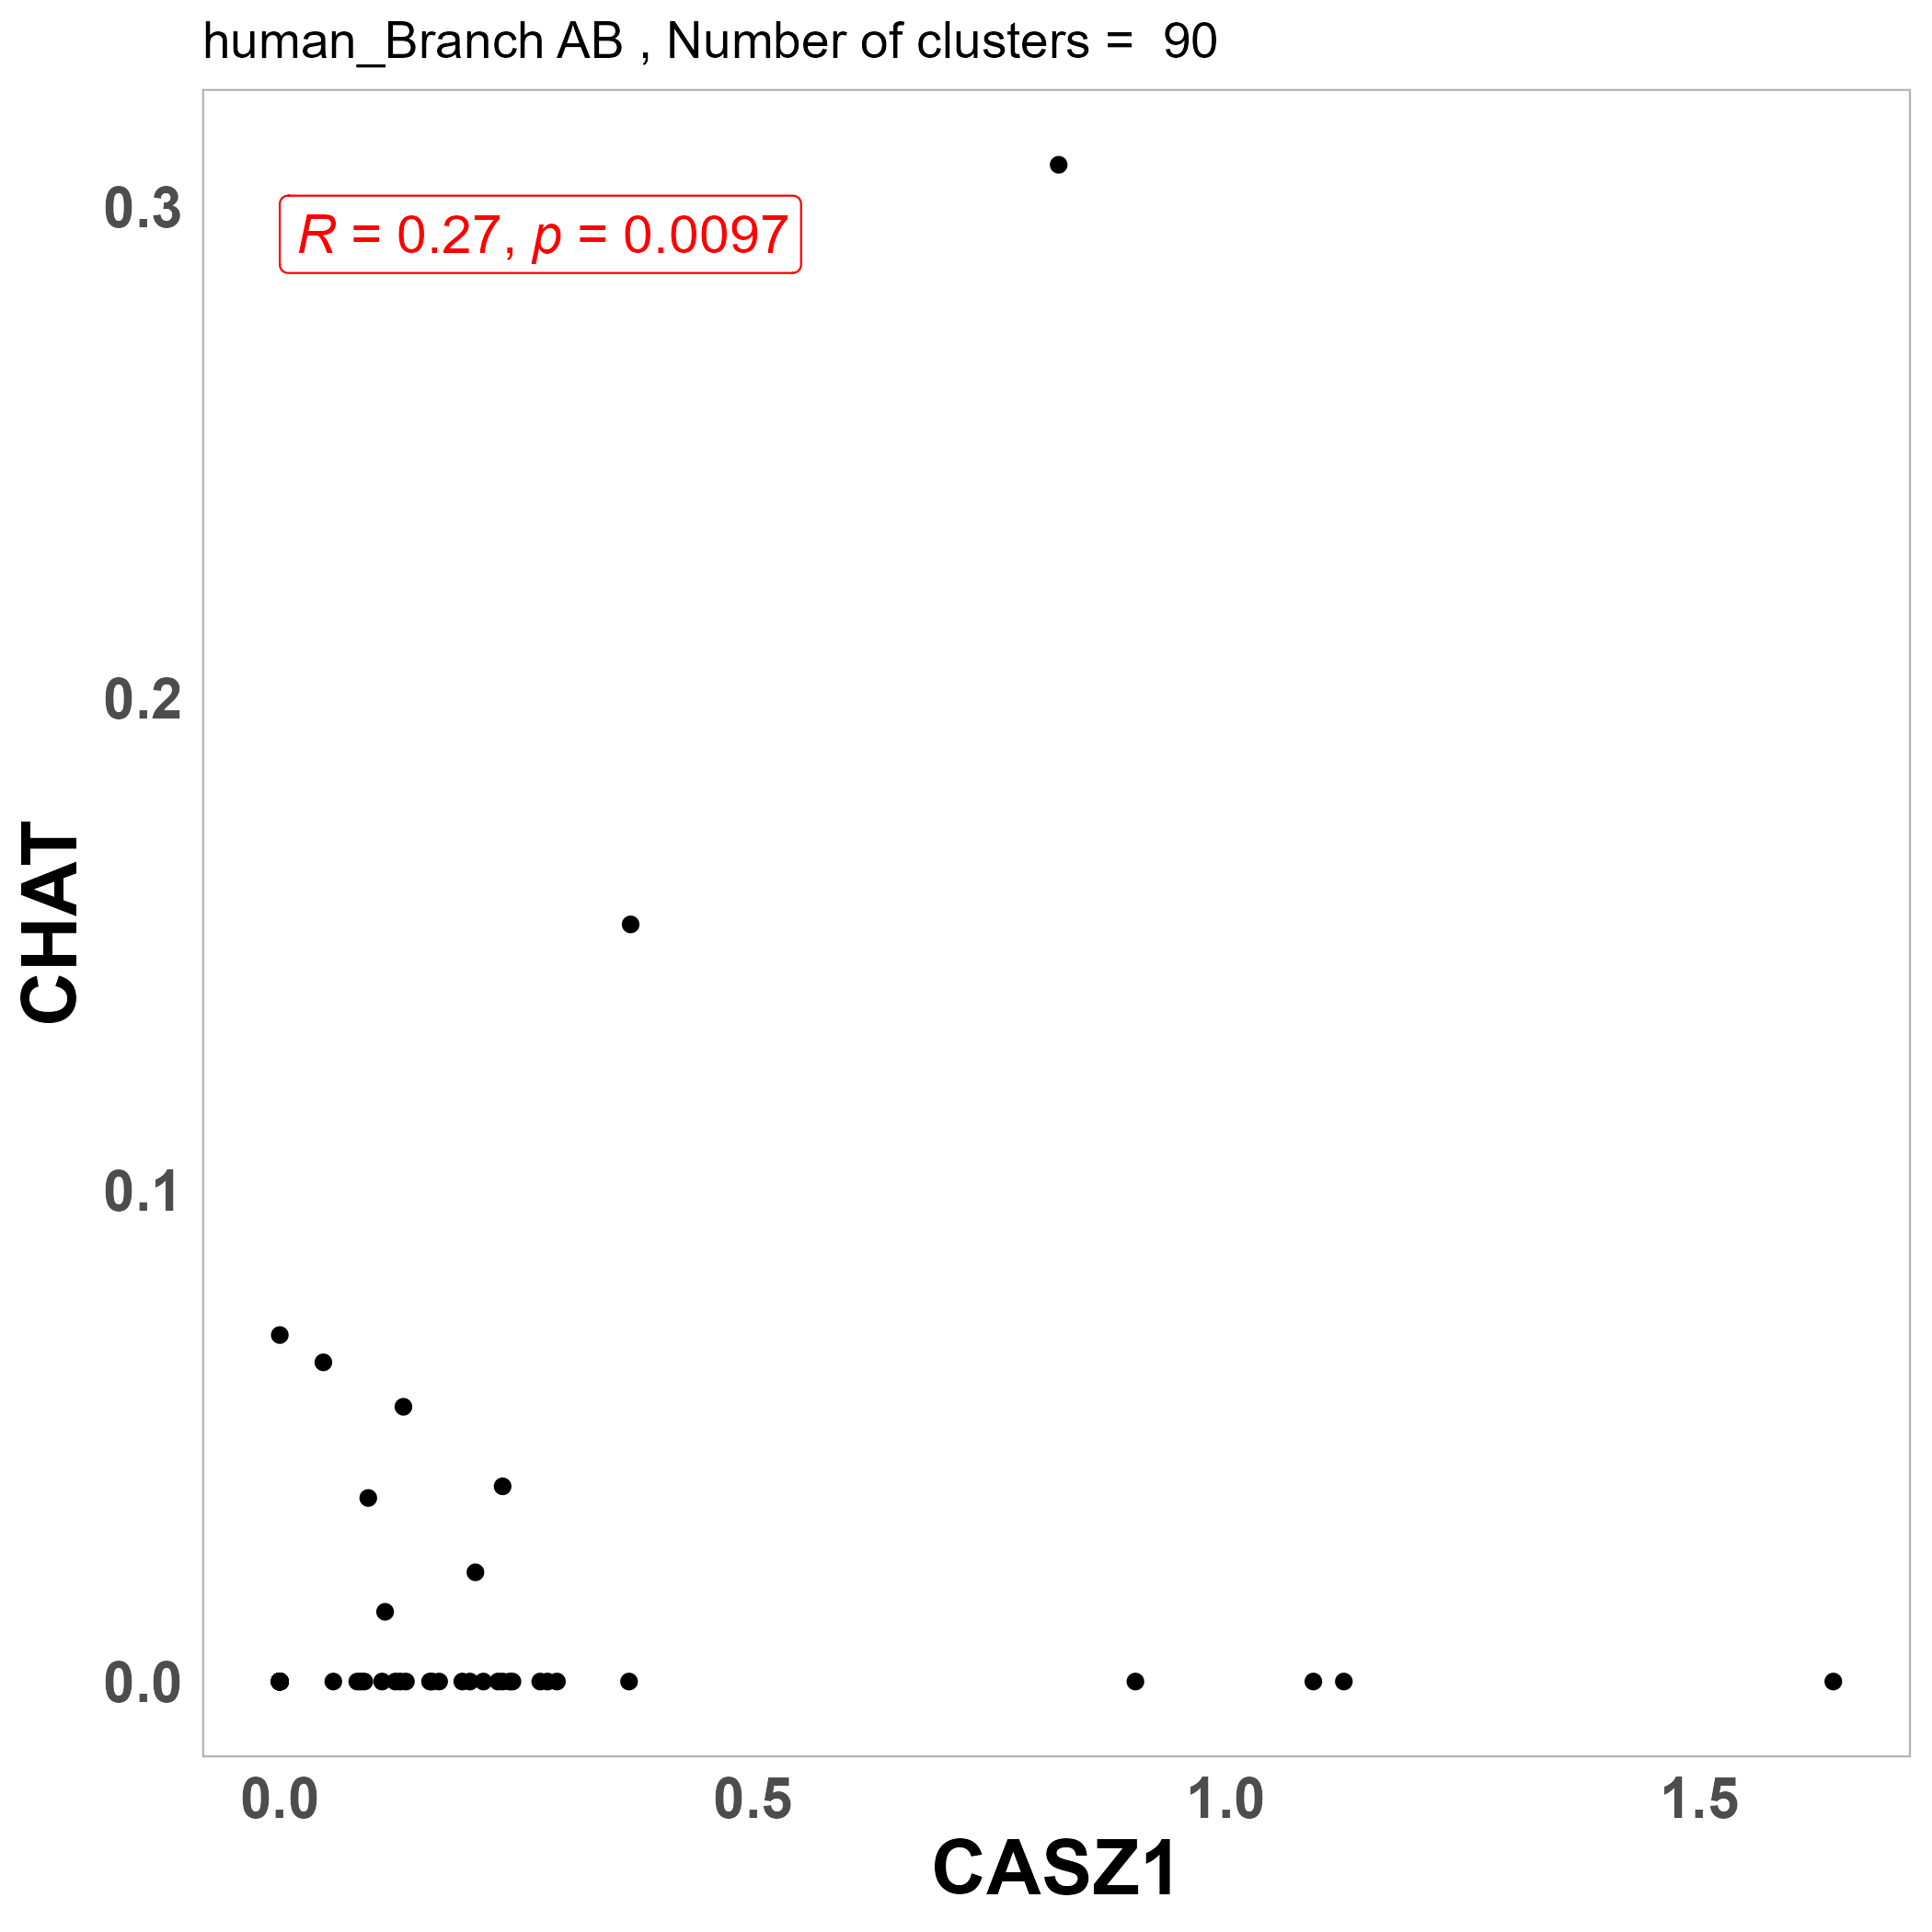 human_Branch AB , Number of clusters =  90
R = 0.27, p = 0.0097
0.3
0.2
0.1
0.0
CHAT
0.0 0.5 1.0 1.5
CASZ1